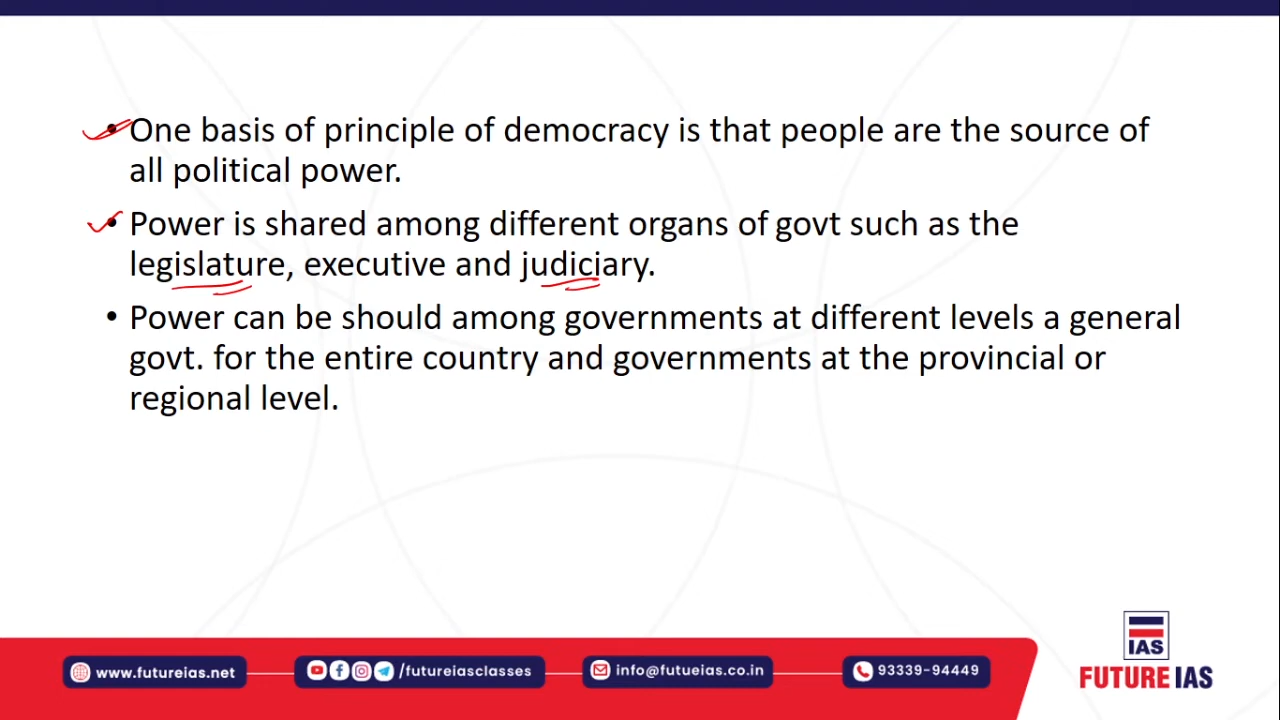 • One basis of principle of democracy is that people are the source of
all political power.
• Power is shared among different organs of govt such as the
legislature, executive and judiciary.
• Power can be should among governments at different levels a general
govt. for the entire country and governments at the provincial or
regional level.
IAS
FUTURE IAS
www.futureias.net
/futureiasclasses
info@futueias.co.in
93339-94449